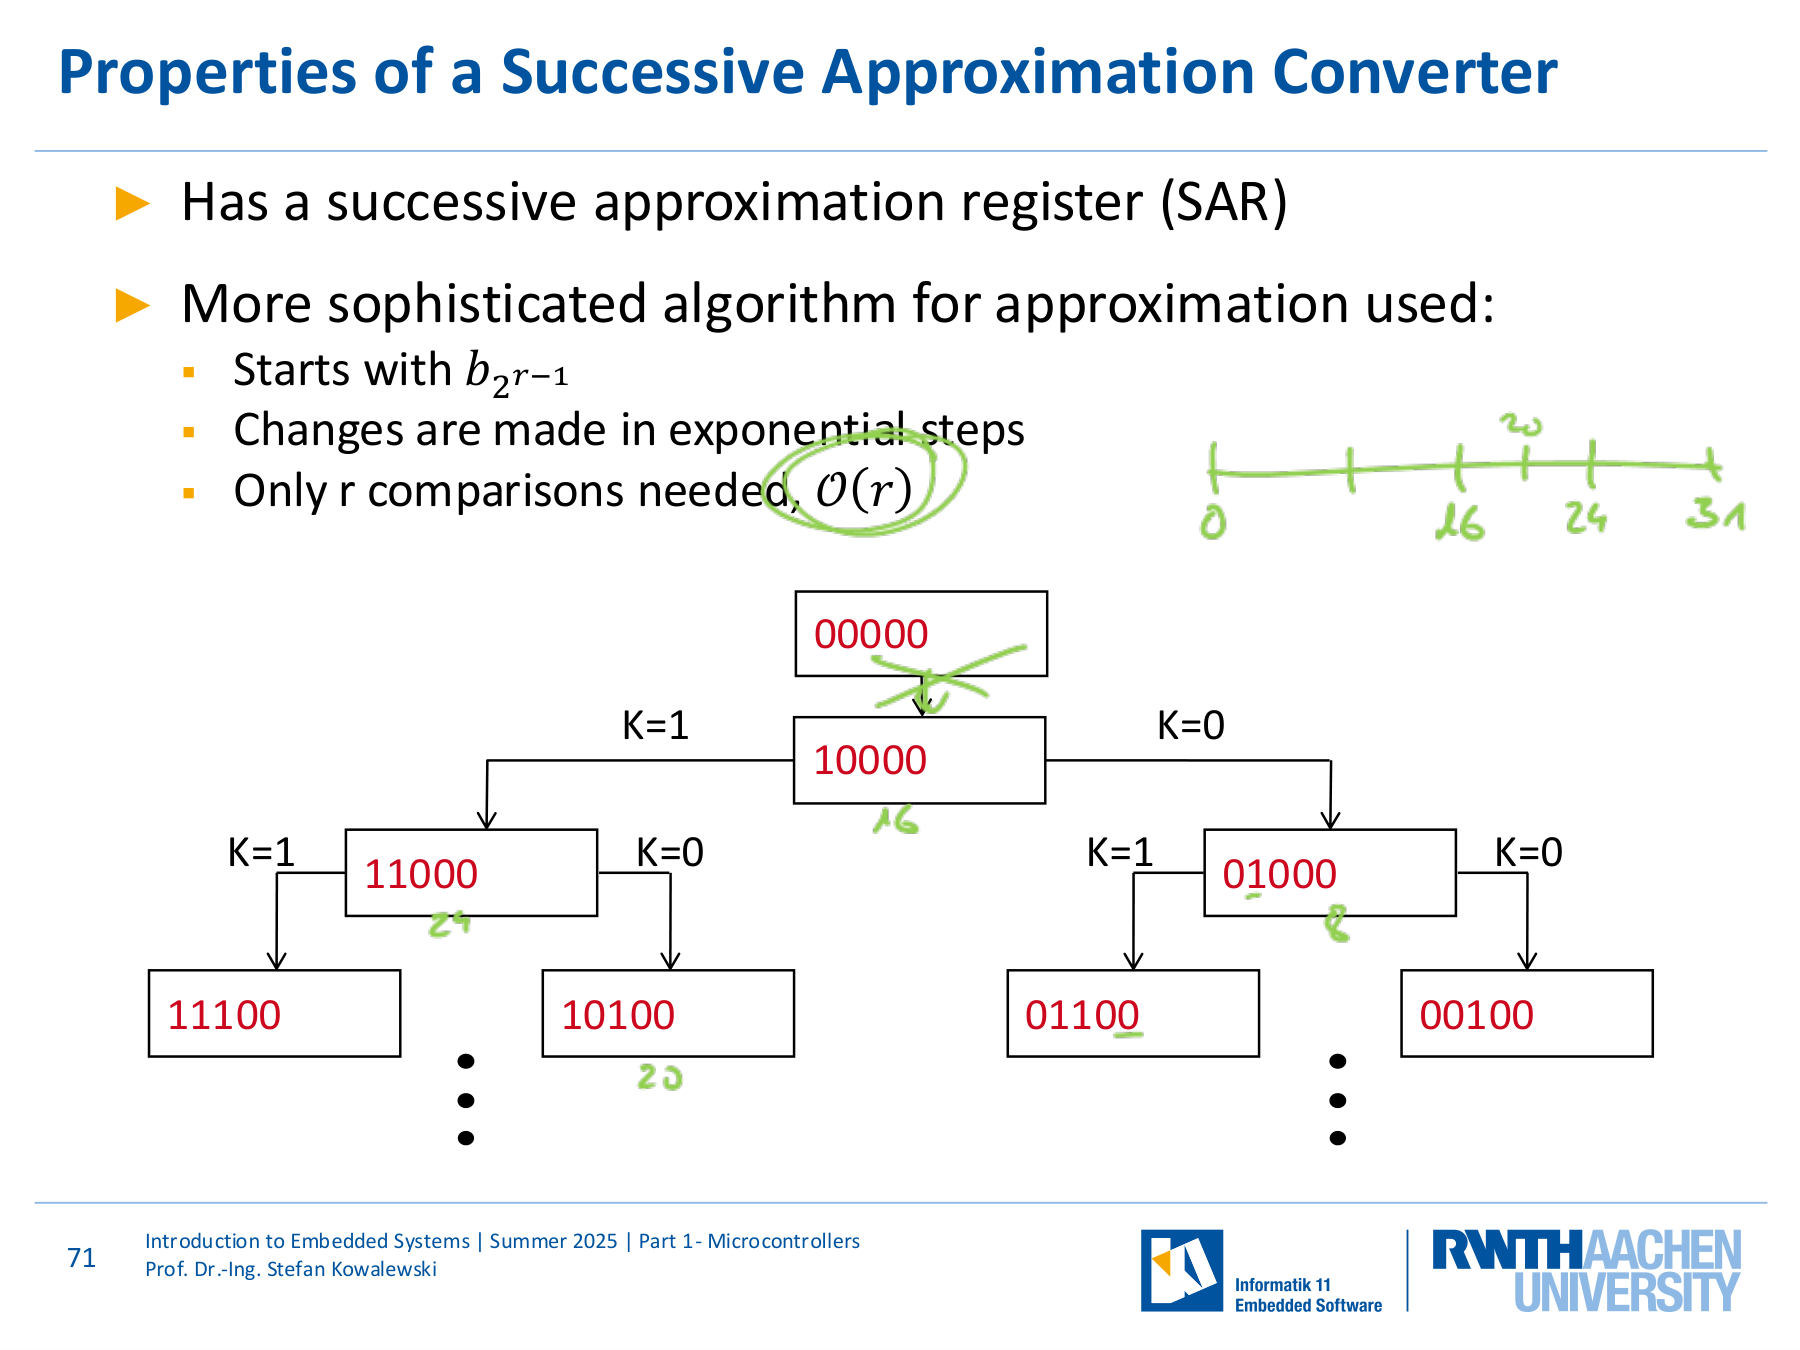 Properties of a Successive Approximation Converter
► Has a successive approximation register (SAR)
► More sophisticated algorithm for approximation used:
▪ Starts with b_{2^{r−1}}
▪ Changes are made in exponential steps
▪ Only r comparisons needed, 𝒪(r)
20
0 16 24 31
00000
K=1 K=0
10000
16
K=1 K=0 K=1 K=0
11000 01000
24 8
11100 10100 01100 00100
20
71
Introduction to Embedded Systems | Summer 2025 | Part 1- Microcontrollers
Prof. Dr.-Ing. Stefan Kowalewski
Informatik 11
Embedded Software
RWTH AACHEN
UNIVERSITY